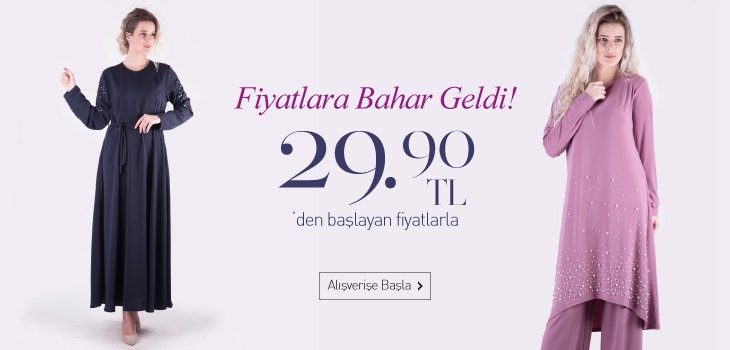 Fiyatlara Bahar Geldi!
29.90
TL
'den başlayan fiyatlarla
Alışverişe Başla >